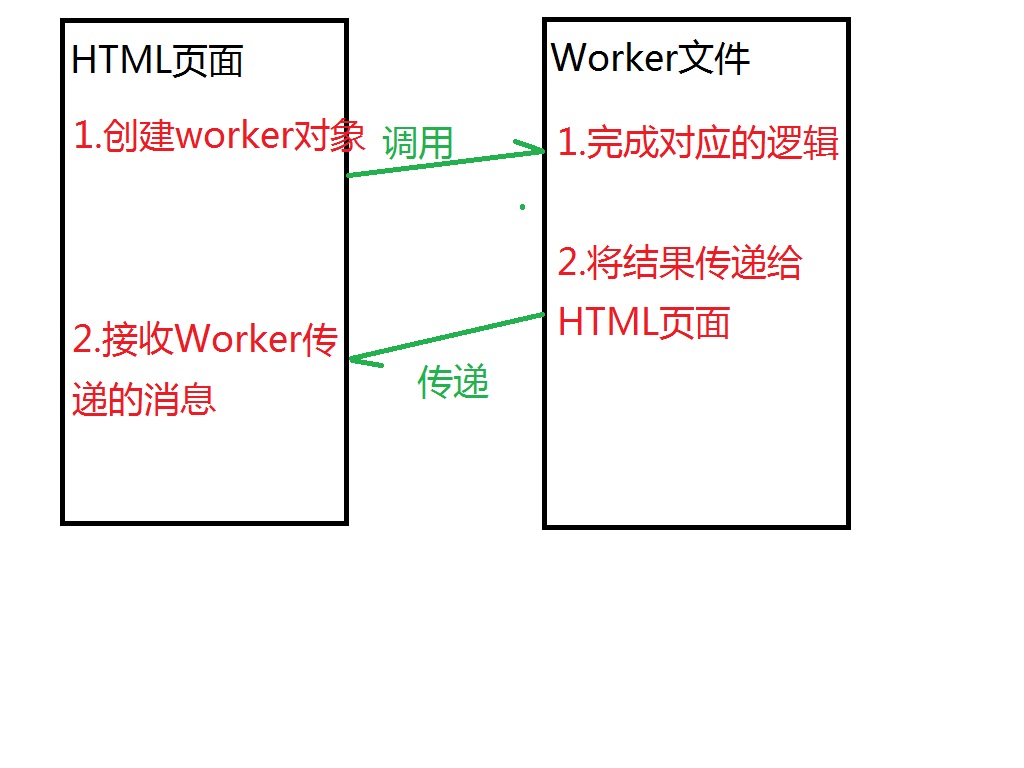 HTML页面
1.创建worker对象
2.接收Worker传
递的消息
调用
传递
Worker文件
1.完成对应的逻辑
2.将结果传递给
HTML页面